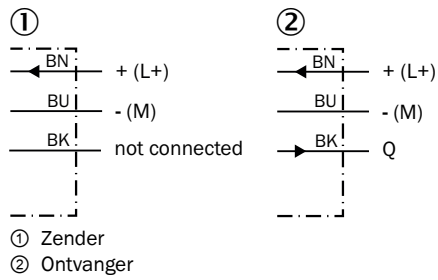 ①
BN + (L+)
BU - (M)
BK not connected
②
BN + (L+)
BU - (M)
BK Q
① Zender
② Ontvanger